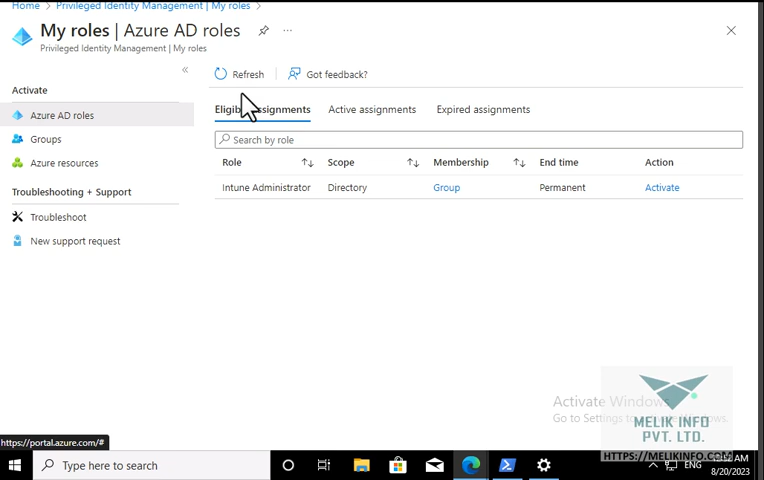 Home > Privileged Identity Management | My roles >
My roles | Azure AD roles
Privileged Identity Management | My roles
Refresh
Got feedback?
Activate
Azure AD roles
Groups
Azure resources
Troubleshooting + Support
Troubleshoot
New support request
Active assignments
Expired assignments
Search by role
Role Scope Membership End time Action
Intune Administrator Directory Group Permanent Activate
Activate Windows
Go to Settings
MELIK INFO
PVT. LTD.
HTTPS://MELIKINFO.COM
https://portal.azure.com/#
Type here to search
ENG
AM
8/20/2023